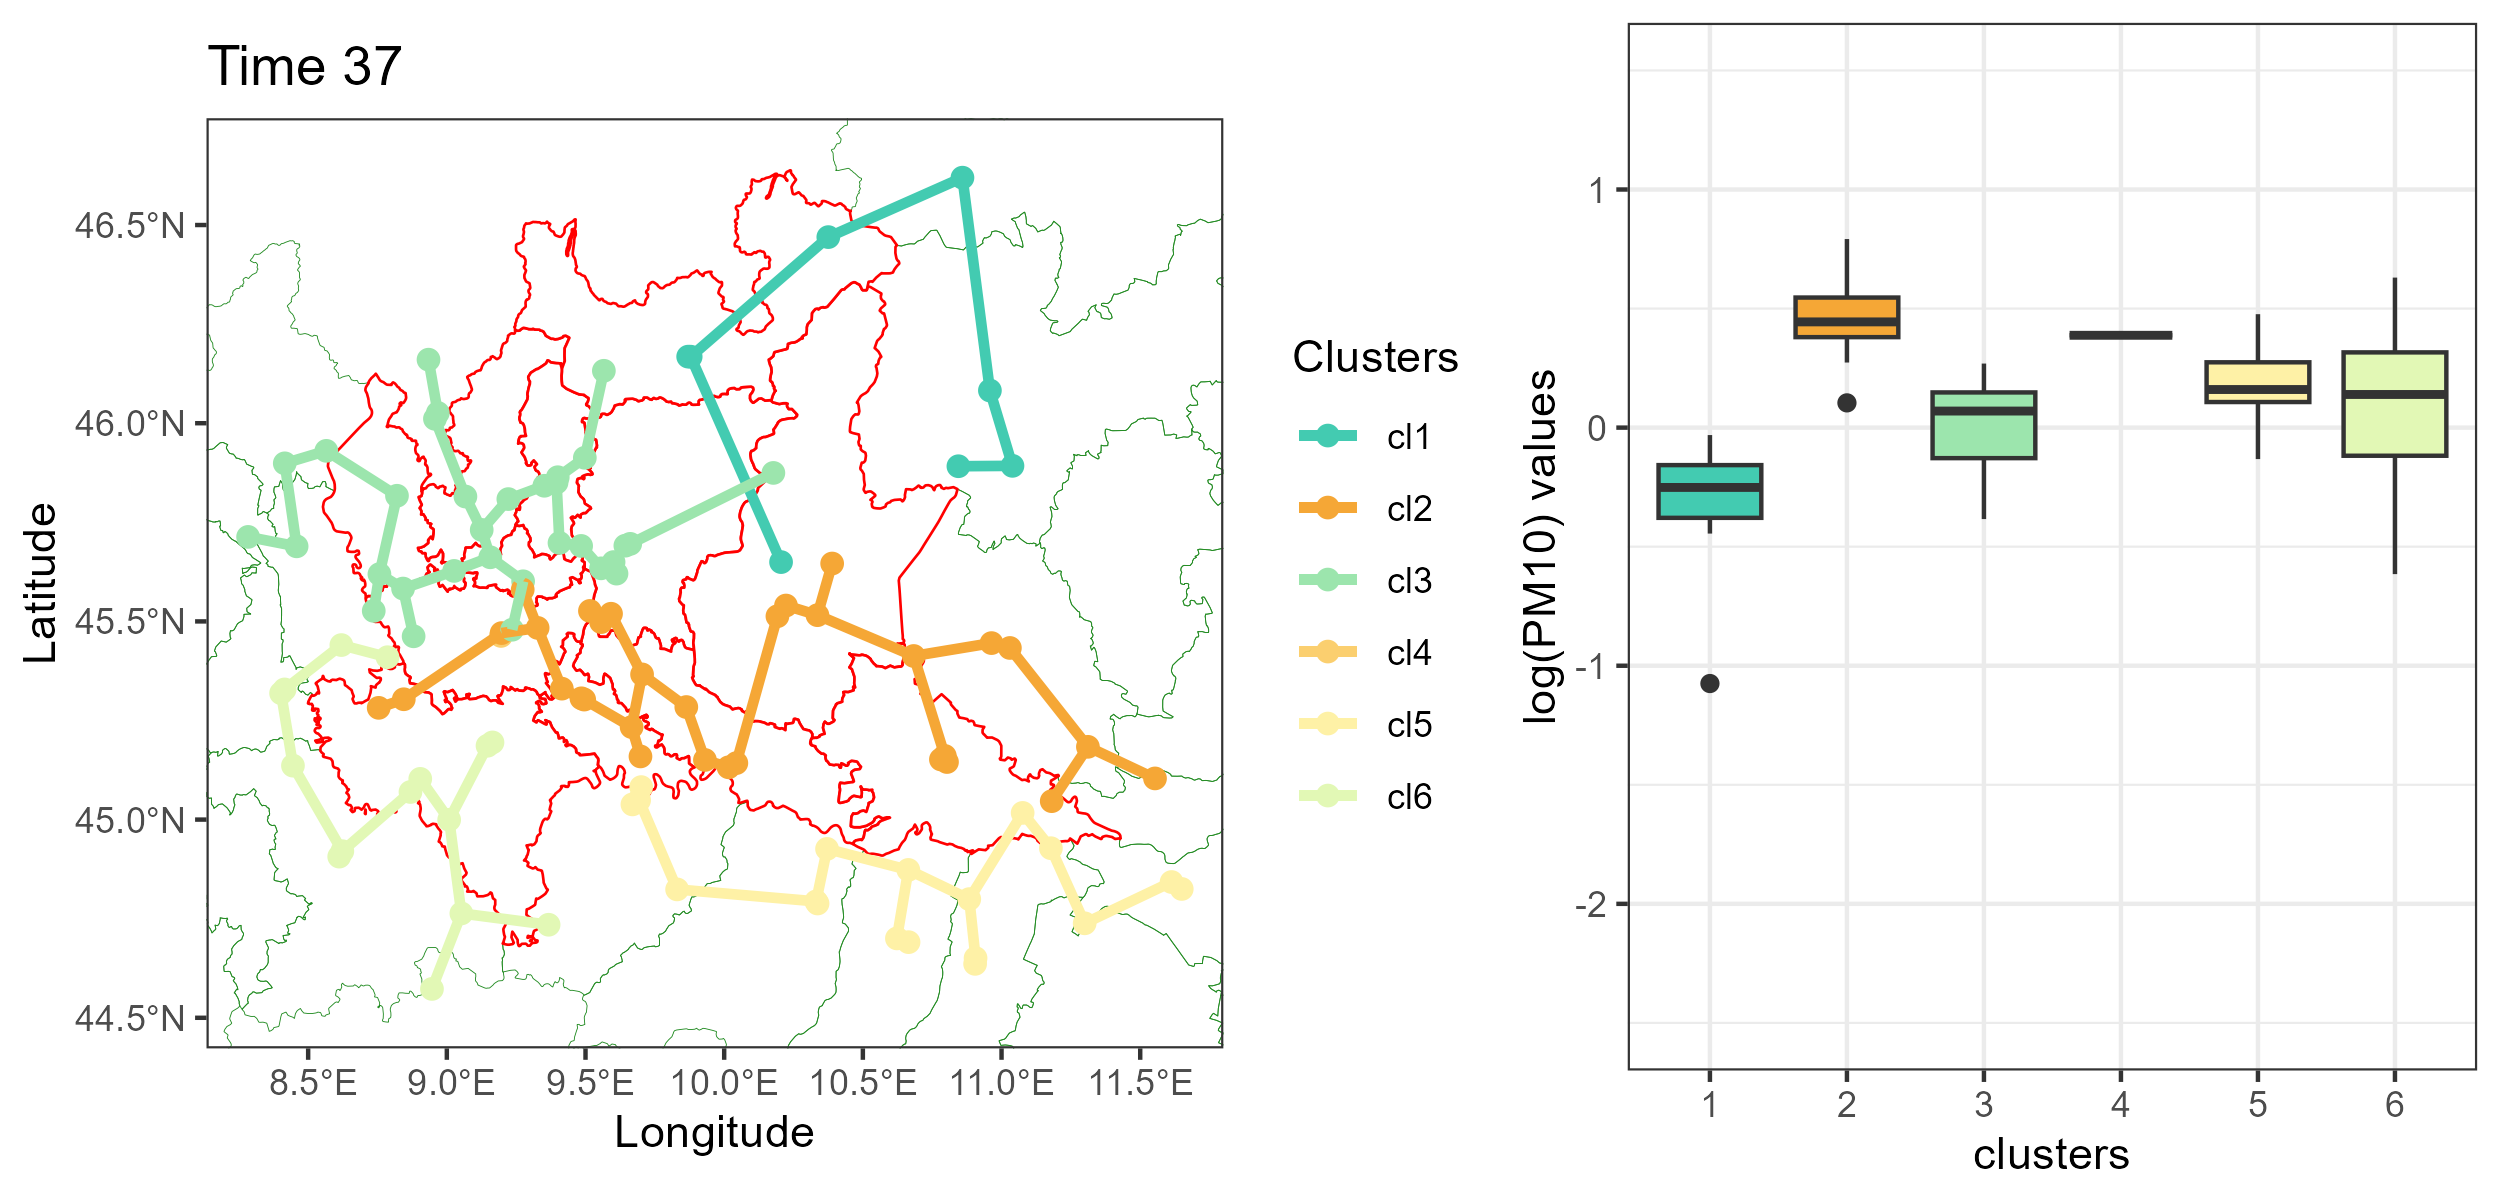 Time 37
Latitude
46.5°N
46.0°N
45.5°N
45.0°N
44.5°N
8.5°E 9.0°E 9.5°E 10.0°E 10.5°E 11.0°E 11.5°E
Longitude
Clusters
cl1
cl2
cl3
cl4
cl5
cl6
log(PM10) values
1
0
-1
-2
1 2 3 4 5 6
clusters